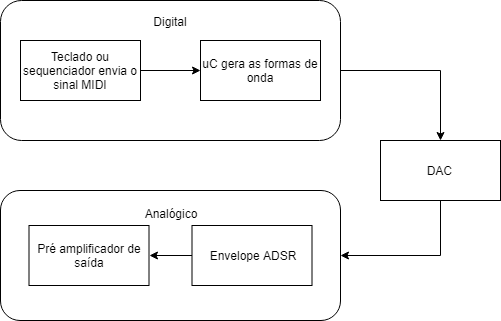 Digital
Teclado ou
sequenciador envia o
sinal MIDI
uC gera as formas de
onda
DAC
Analógico
Pré amplificador de
saída
Envelope ADSR